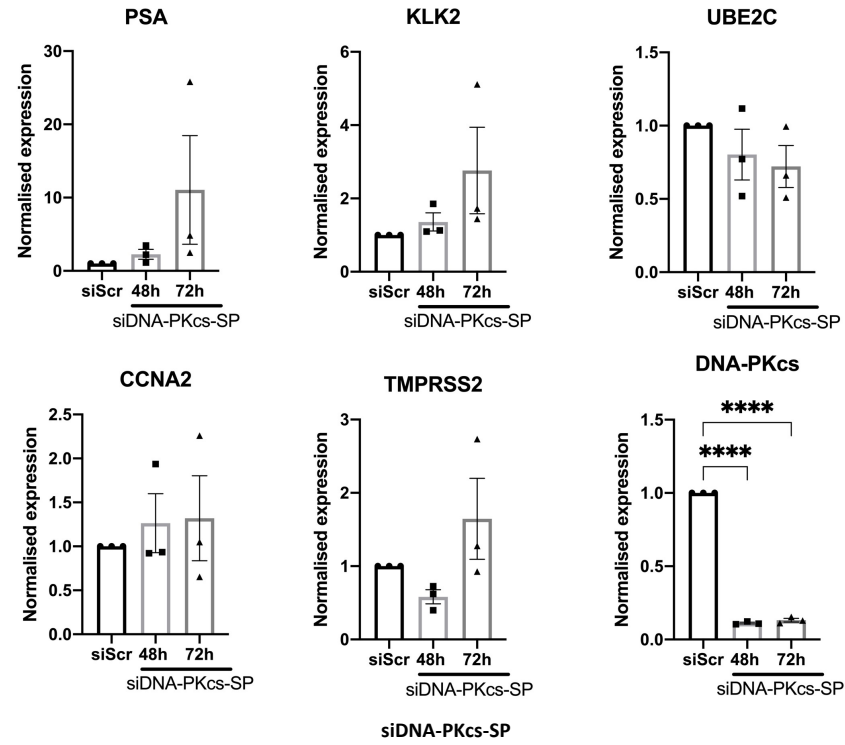 PSA
Normalised expression
30
20
10
0
siScr 48h 72h
siDNA-PKcs-SP
KLK2
Normalised expression
6
4
2
0
siScr 48h 72h
siDNA-PKcs-SP
UBE2C
Normalised expression
1.5
1.0
0.5
0.0
siScr 48h 72h
siDNA-PKcs-SP
CCNA2
Normalised expression
2.5
2.0
1.5
1.0
0.5
0.0
siScr 48h 72h
siDNA-PKcs-SP
TMPRSS2
Normalised expression
3
2
1
0
siScr 48h 72h
siDNA-PKcs-SP
DNA-PKcs
Normalised expression
1.5
1.0
0.5
0.0
****
****
siScr 48h 72h
siDNA-PKcs-SP
siDNA-PKcs-SP